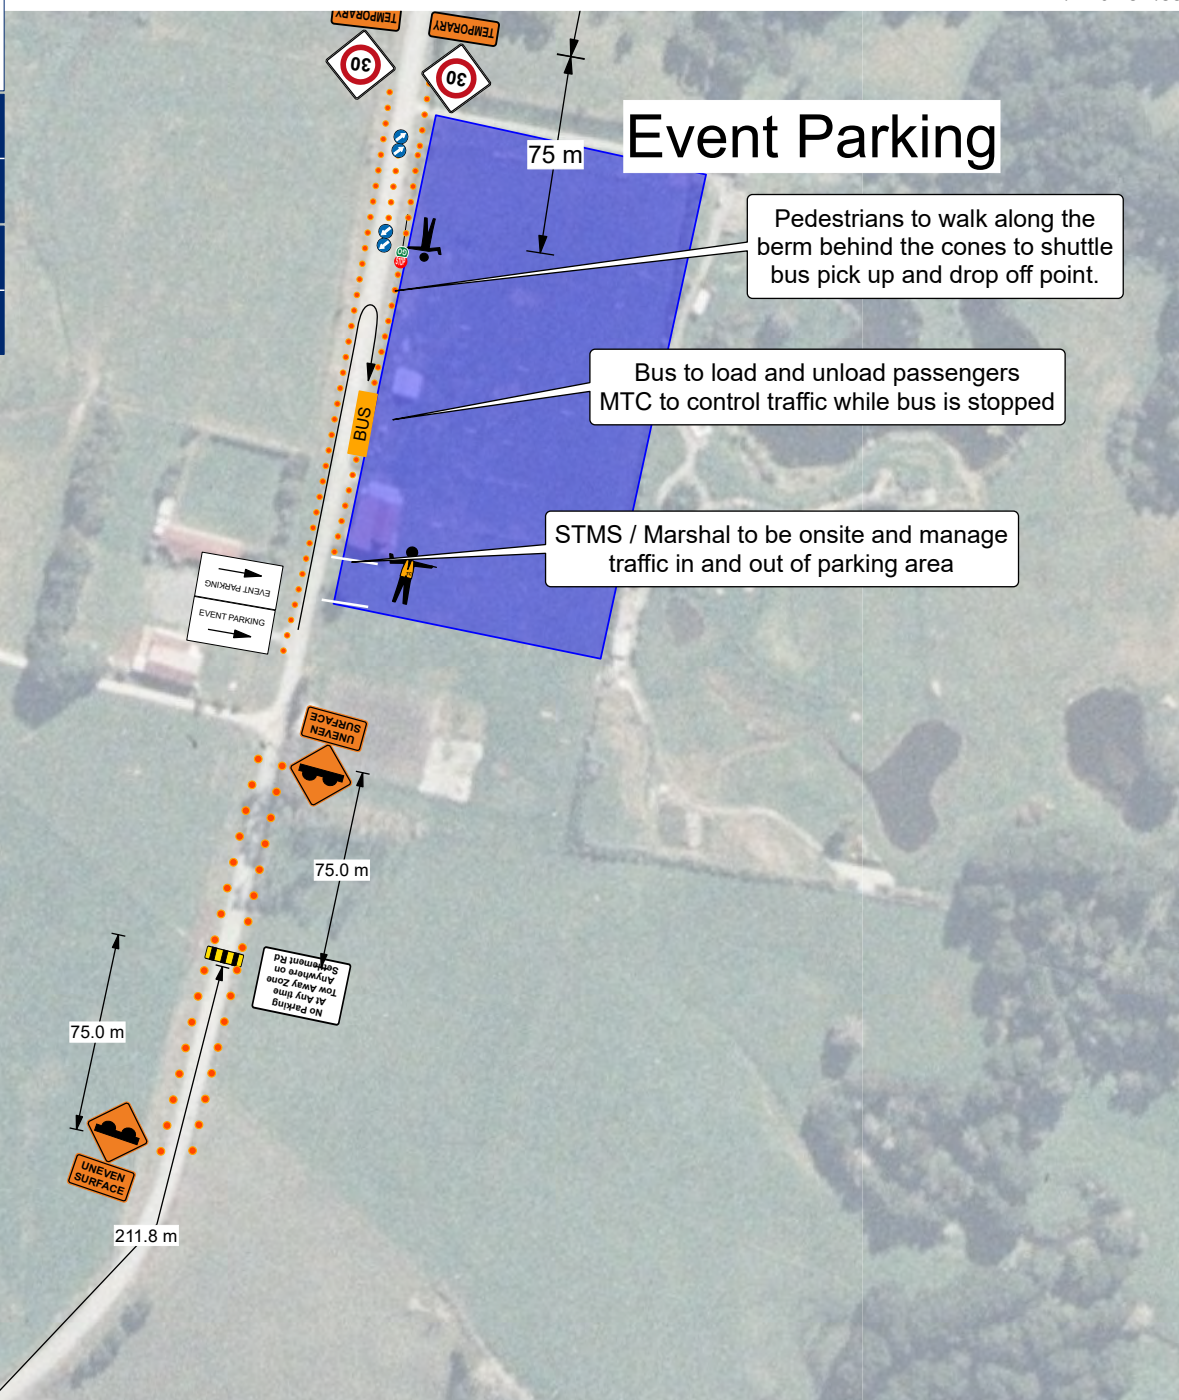 TEMPORARY
TEMPORARY
30
30
75 m
Event Parking
Pedestrians to walk along the
berm behind the cones to shuttle
bus pick up and drop off point.
GO
STOP
Bus to load and unload passengers
MTC to control traffic while bus is stopped
BUS
STMS / Marshal to be onsite and manage
traffic in and out of parking area
EVENT PARKING
EVENT PARKING
UNEVEN
SURFACE
75.0 m
No Parking
At Any time
Tow Away Zone
Anywhere on
Settlement Rd
75.0 m
UNEVEN
SURFACE
211.8 m